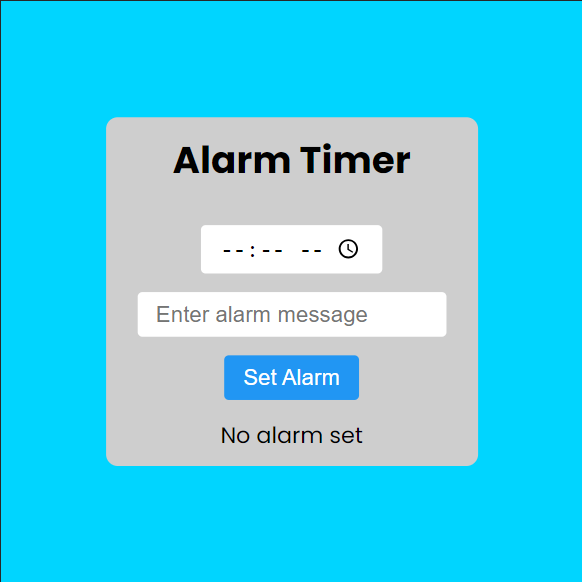 Alarm Timer
--:-- --
Enter alarm message
Set Alarm
No alarm set